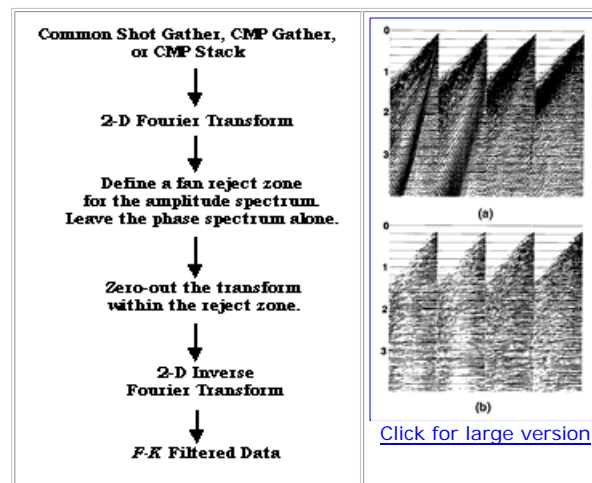 Common Shot Gather, CMP Gather,
or CMP Stack
2-D Fourier Transform
Define a fan reject zone
for the amplitude spectrum.
Leave the phase spectrum alone.
Zero-out the transform
within the reject zone.
2-D Inverse
Fourier Transform
F-K Filtered Data
0
1
2
3
(a)
0
1
2
3
(b)
Click for large version